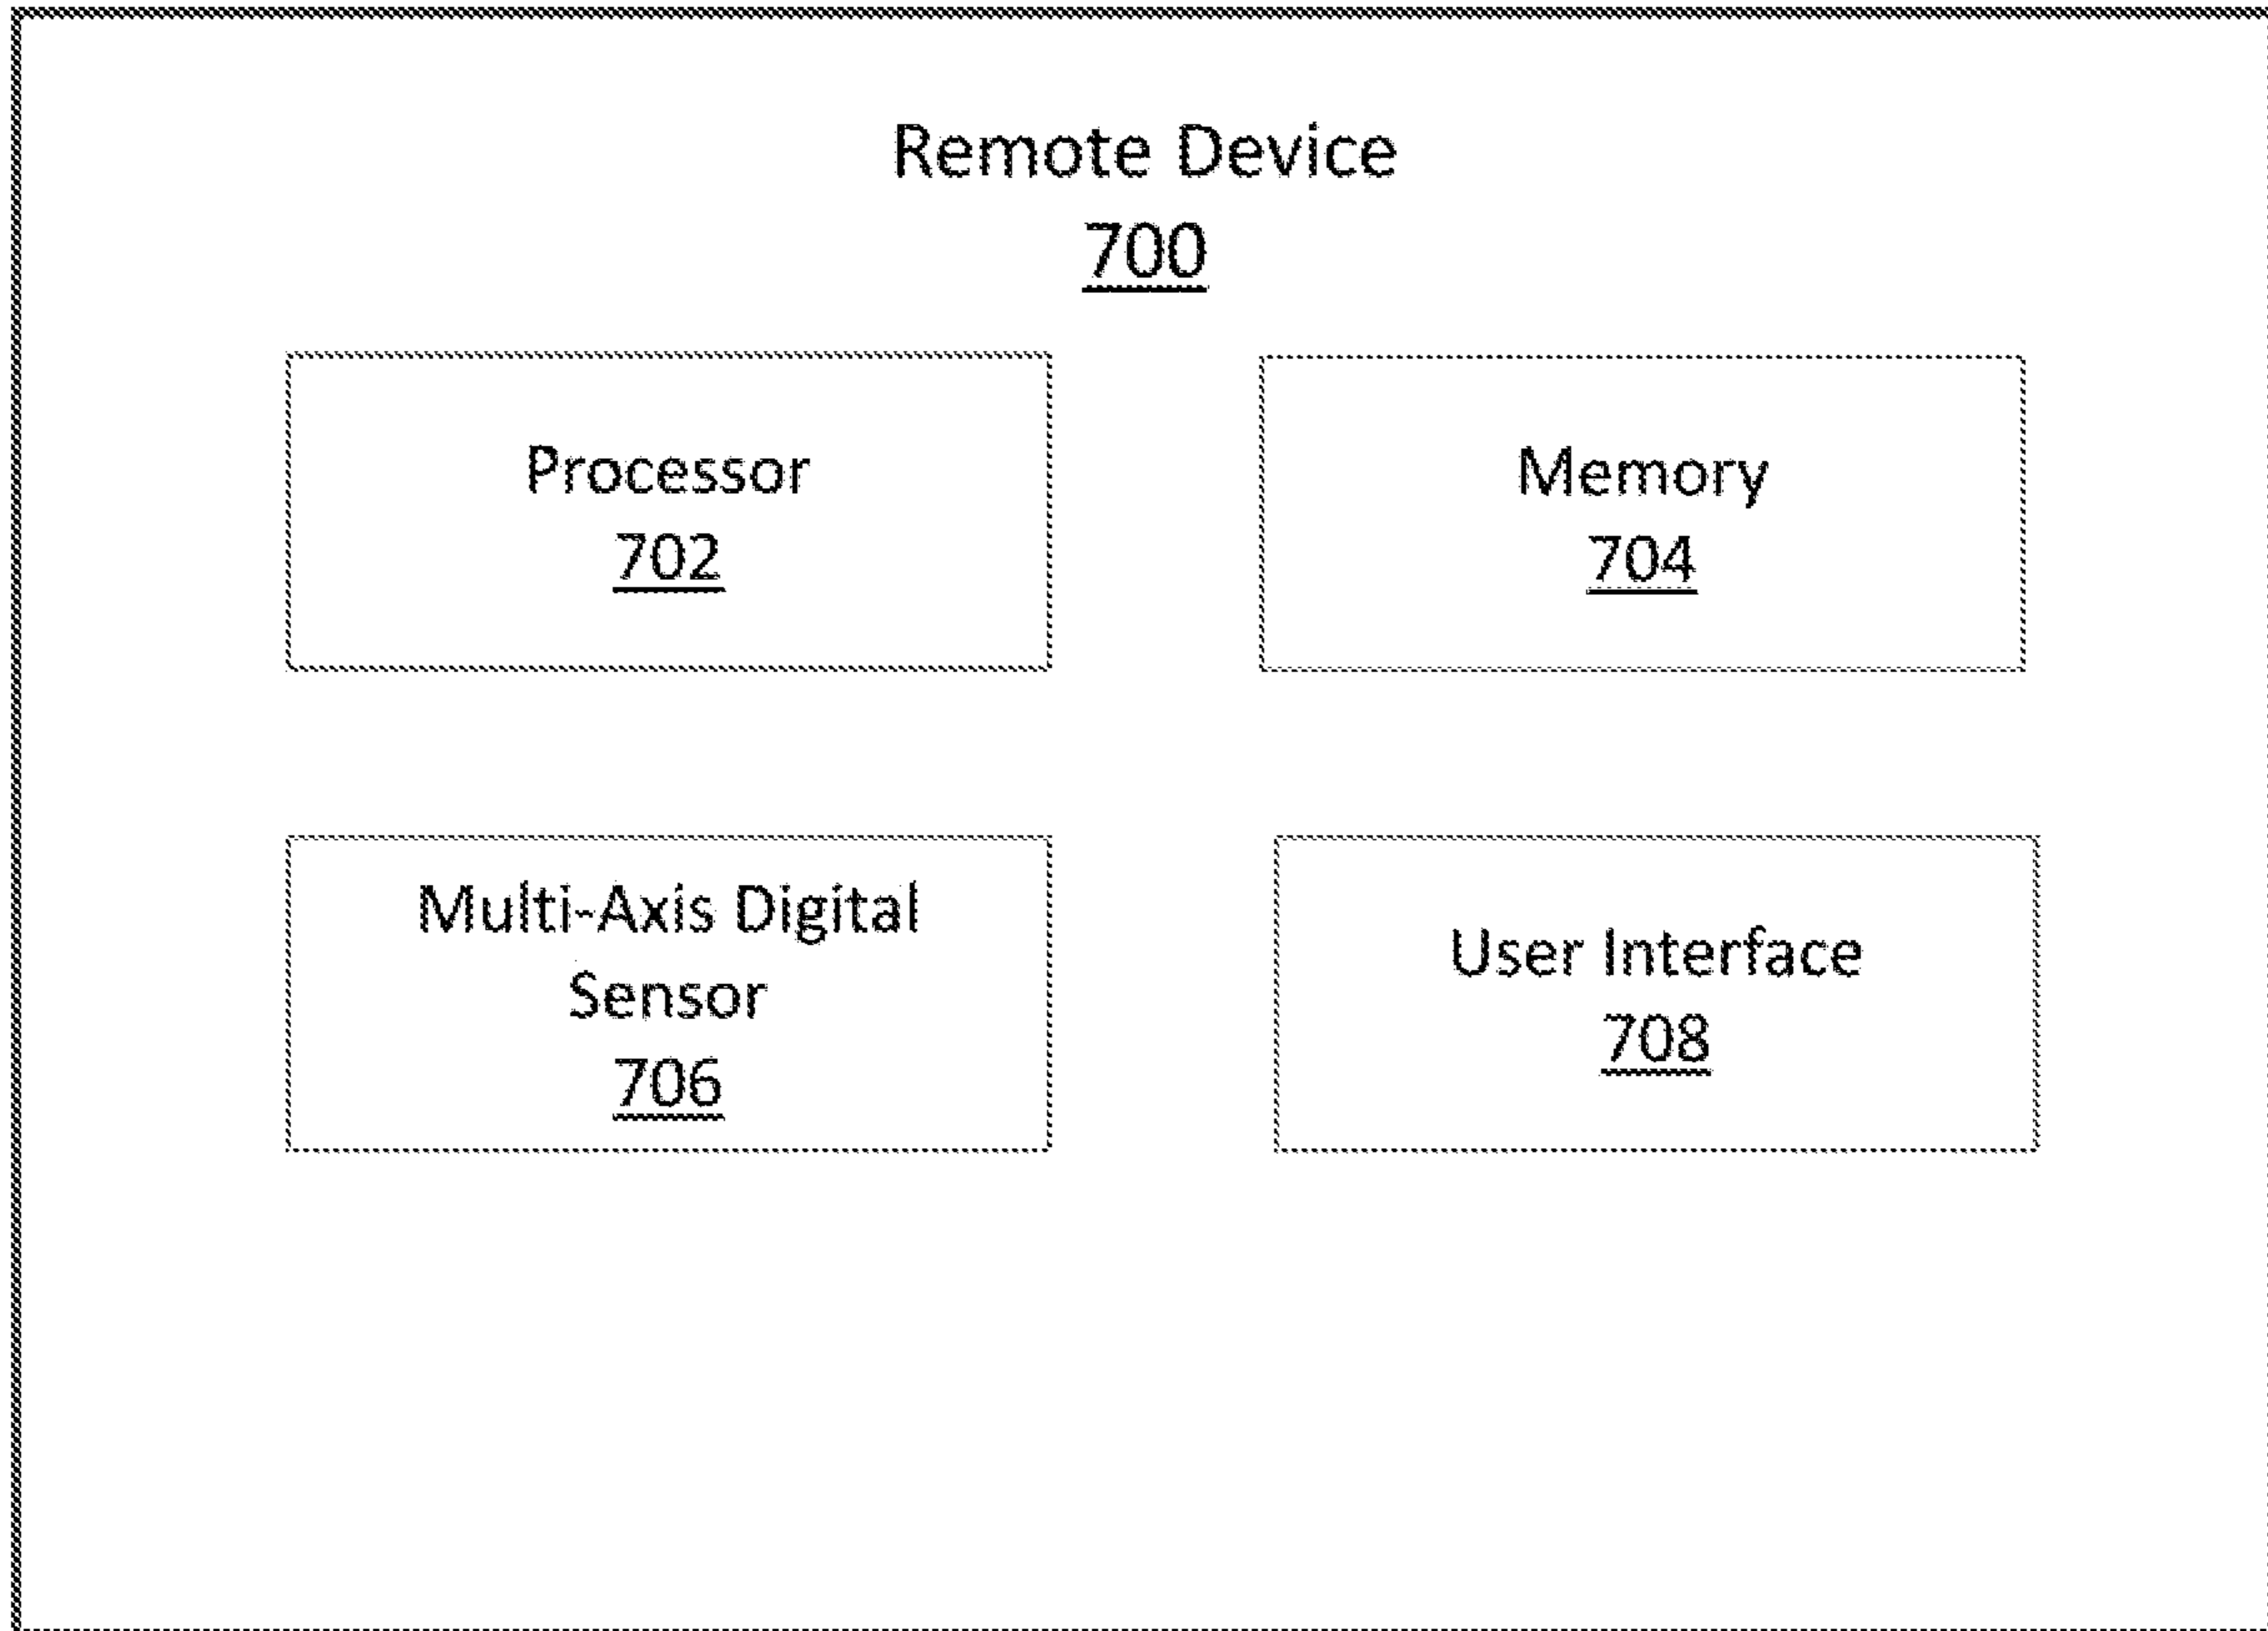 Remote Device
700
Processor
702
Memory
704
Multi-Axis Digital
Sensor
706
User Interface
708